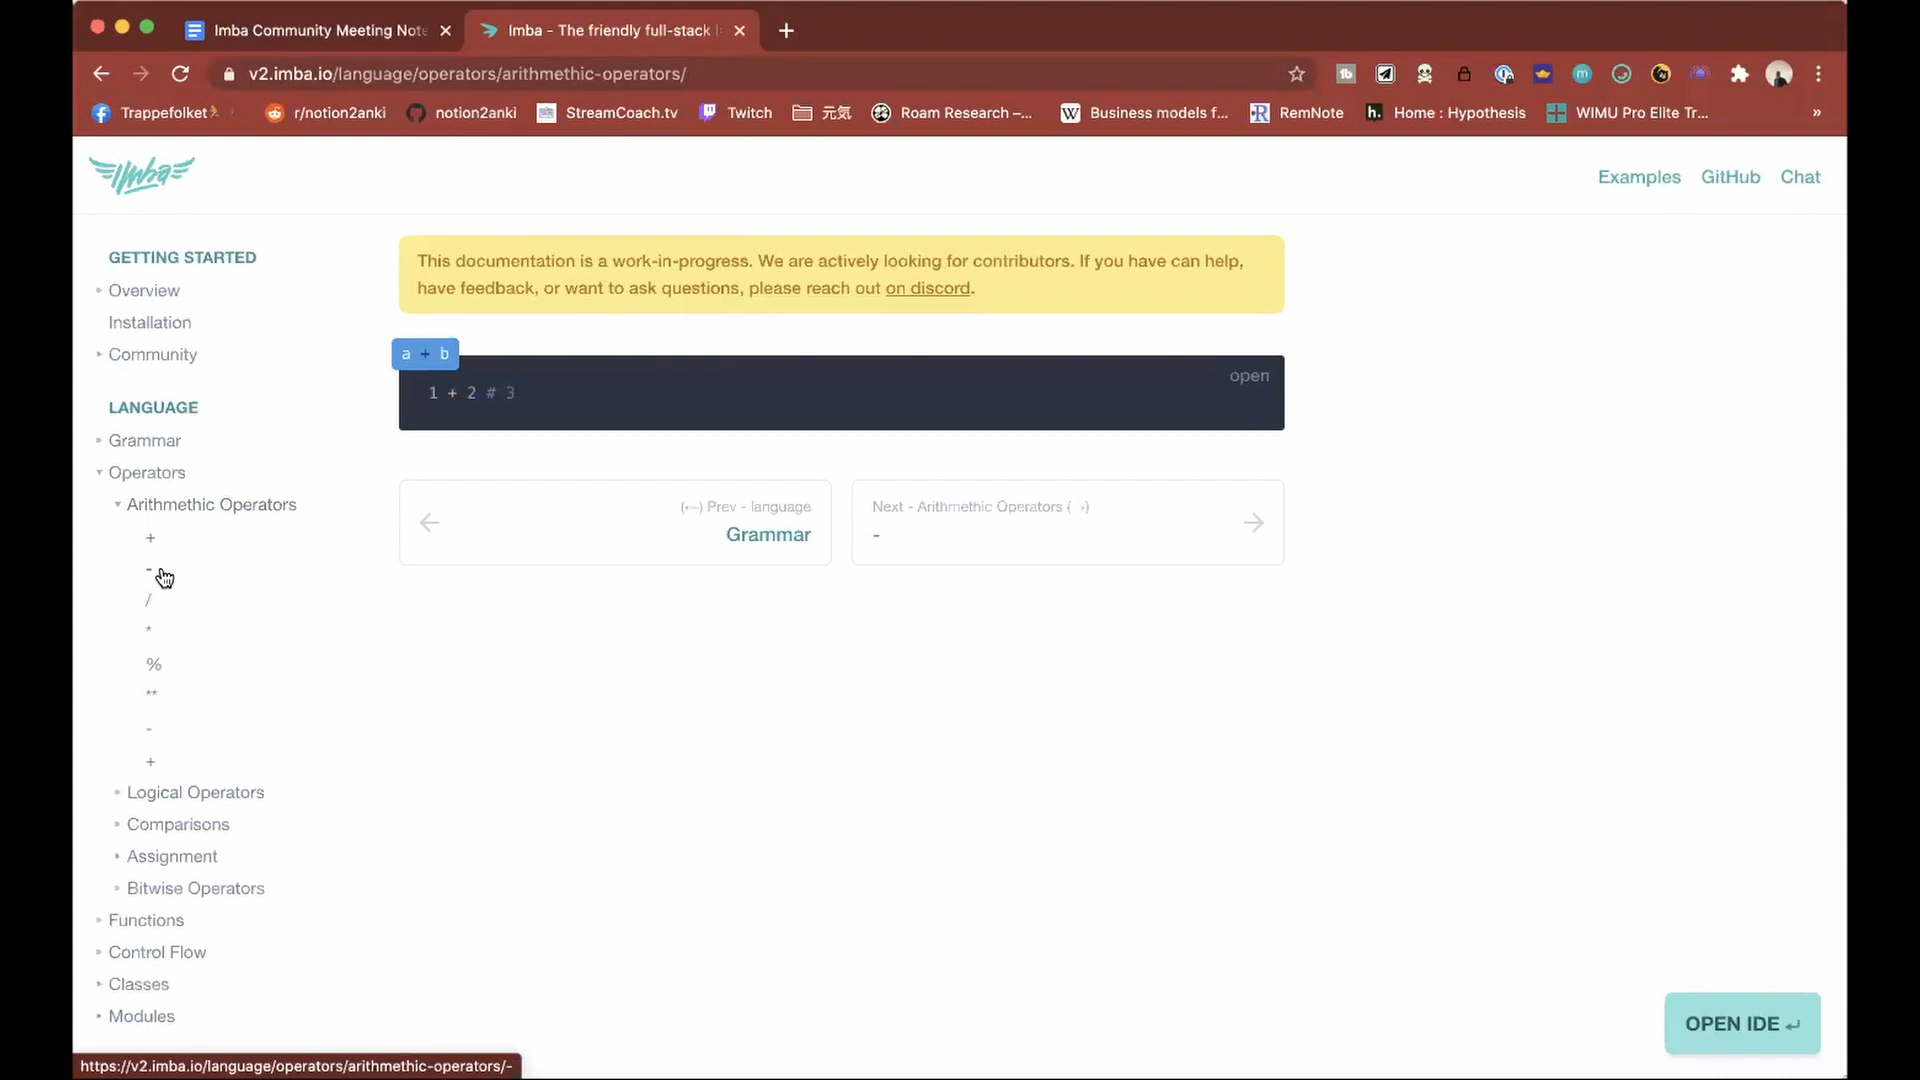 Imba Community Meeting Note
Imba - The friendly full-stack
v2.imba.io/language/operators/arithmethic-operators/
Trappefolket
r/notion2anki
notion2anki
StreamCoach.tv
Twitch
元気
Roam Research –...
Business models f...
RemNote
Home : Hypothesis
WIMU Pro Elite Tr...
»
Imba
Examples
GitHub
Chat
GETTING STARTED
Overview
Installation
Community
LANGUAGE
Grammar
Operators
Arithmethic Operators
+
-
/
*
%
**
-
+
Logical Operators
Comparisons
Assignment
Bitwise Operators
Functions
Control Flow
Classes
Modules
This documentation is a work-in-progress. We are actively looking for contributors. If you have can help,
have feedback, or want to ask questions, please reach out on discord.
a + b
open
1 + 2 # 3
(←) Prev - language
Grammar
Next - Arithmethic Operators (→)
-
OPEN IDE ↵
https://v2.imba.io/language/operators/arithmethic-operators/-